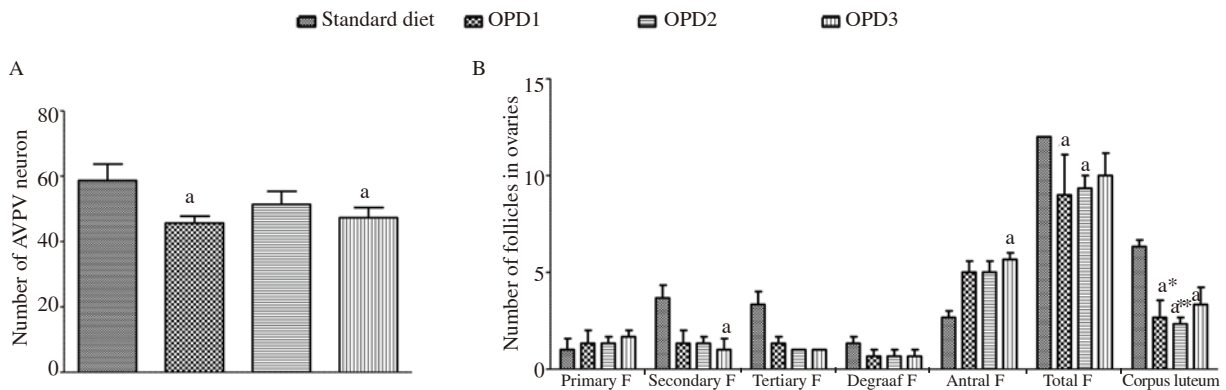 Standard diet OPD1 OPD2 OPD3
A
Number of AVPV neuron
80
60
40
20
0
a
a
B
Number of follicles in ovaries
15
10
5
0
a
a
a
a
a*
a**
a
Primary F Secondary F Tertiary F Degraaf F Antral F Total F Corpus luteum